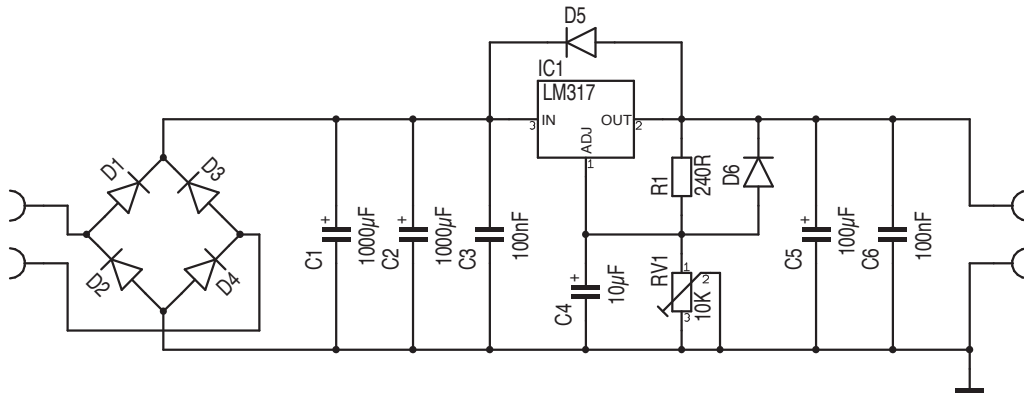 D5
IC1
LM317
3 IN
OUT 2
ADJ
1
D1
D3
D2
D4
C1
+
1000µF
C2
+
1000µF
C3
100nF
R1
240R
D6
C4
+
10µF
RV1
10K
1
2
3
C5
+
100µF
C6
100nF